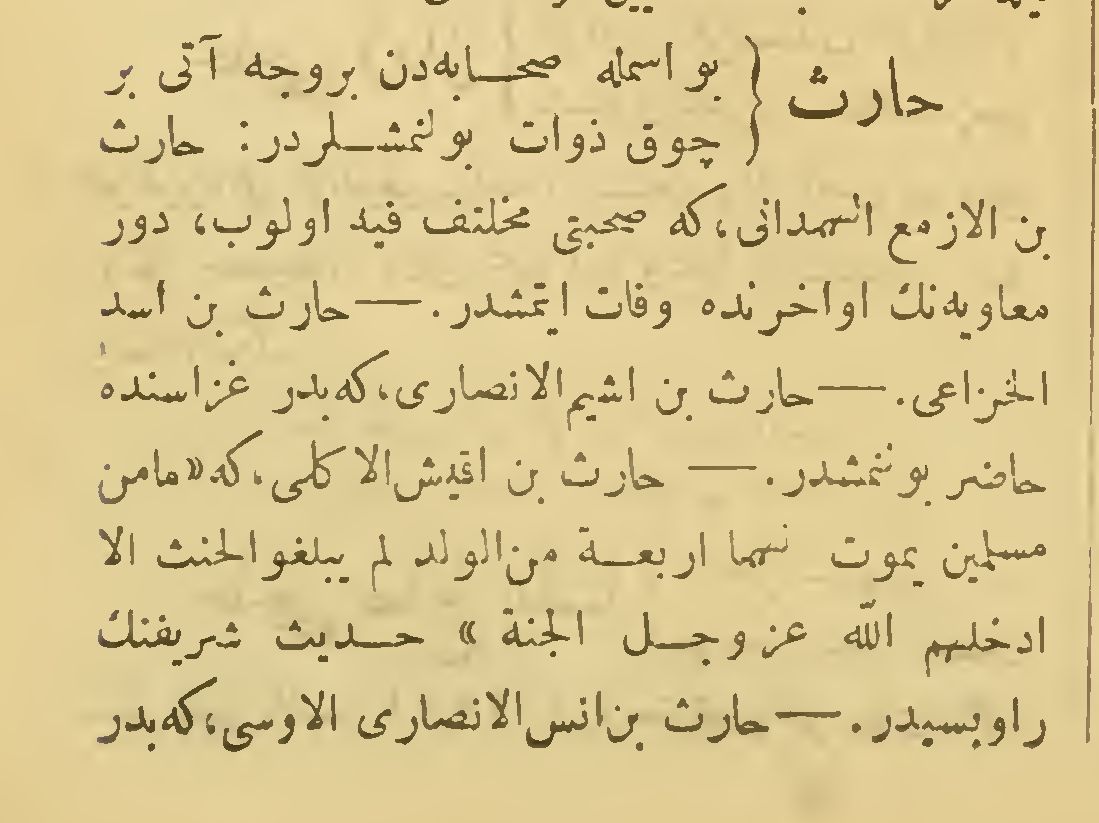 حارث { بو اسمله صحابه‌دن بروجه آتی بر
چوق ذوات بولنمشلردر: حارث
بن الازمع الهمدانی، که صحبتی مختلف فیه اولوب، دور
معاویه‌نك اواخرنده وفات ایتمشدر. — حارث بن اسد
الخزاعی. — حارث بن اشیم الانصاری، که بدر غزاسنده
حاضر بولنمشدر. — حارث بن اقیش الاكلمی، که «مامن
مسلمین یموت لهما اربعة من الولد لم یبلغوا الحنث الا
ادخلهم الله عز وجل الجنة» حدیث شریفنك
راویسیدر. — حارث بن انس الانصاری الاوسی، که بدر